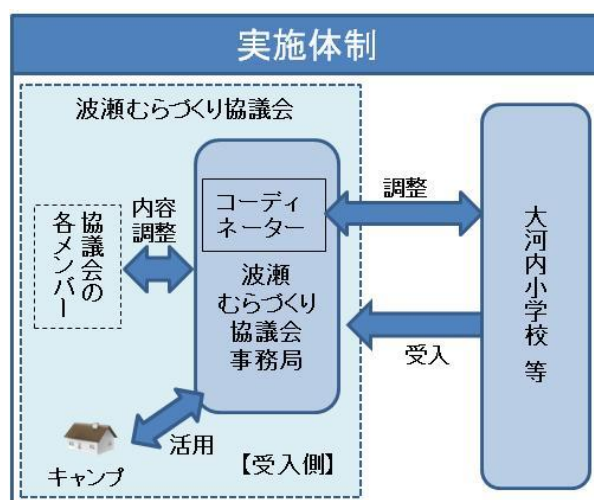 実施体制
波瀬むらづくり協議会
コーディ
ネーター
波瀬
むらづくり
協議会
事務局
内容
調整
協議会の
各メンバー
調整
受入
大河内小学校 等
活用
キャンプ
【受入側】